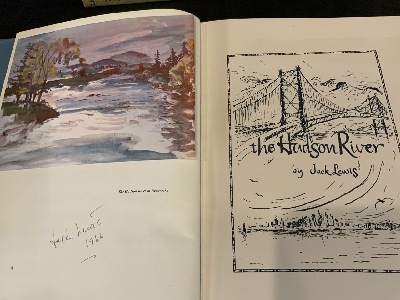 Jack Lewis
1966
the Hudson River
by Jack Lewis